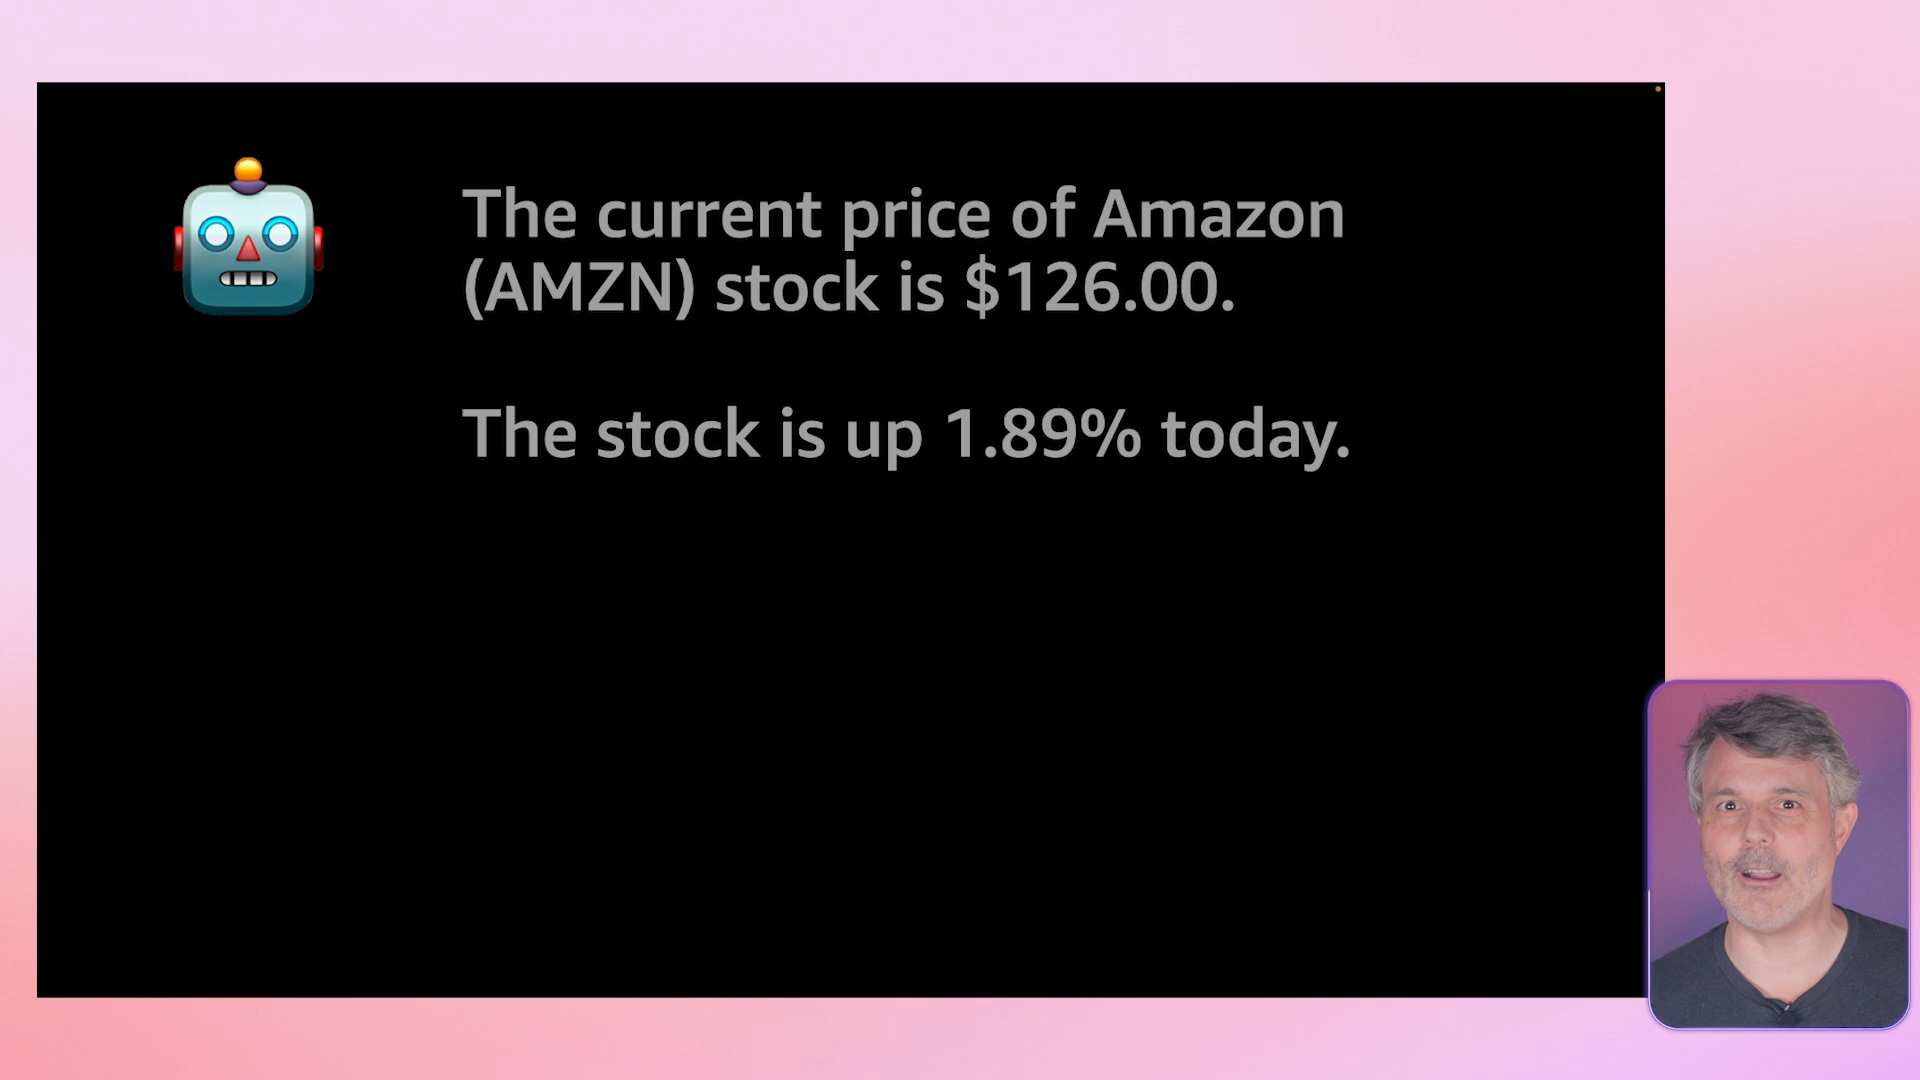 The current price of Amazon
(AMZN) stock is $126.00.
The stock is up 1.89% today.